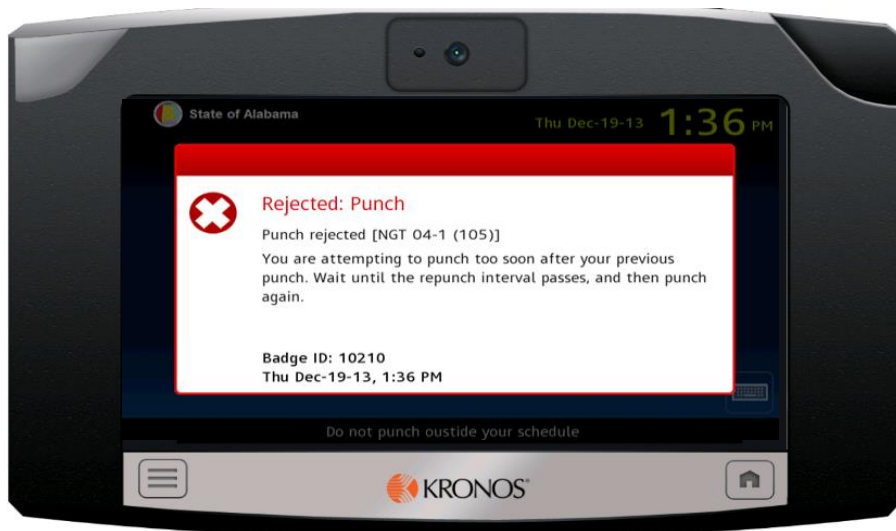 State of Alabama
Thu Dec-19-13 1:36 PM
Rejected: Punch
Punch rejected [NGT 04-1 (105)]
You are attempting to punch too soon after your previous
punch. Wait until the repunch interval passes, and then punch
again.
Badge ID: 10210
Thu Dec-19-13, 1:36 PM
Do not punch oustide your schedule
KRONOS